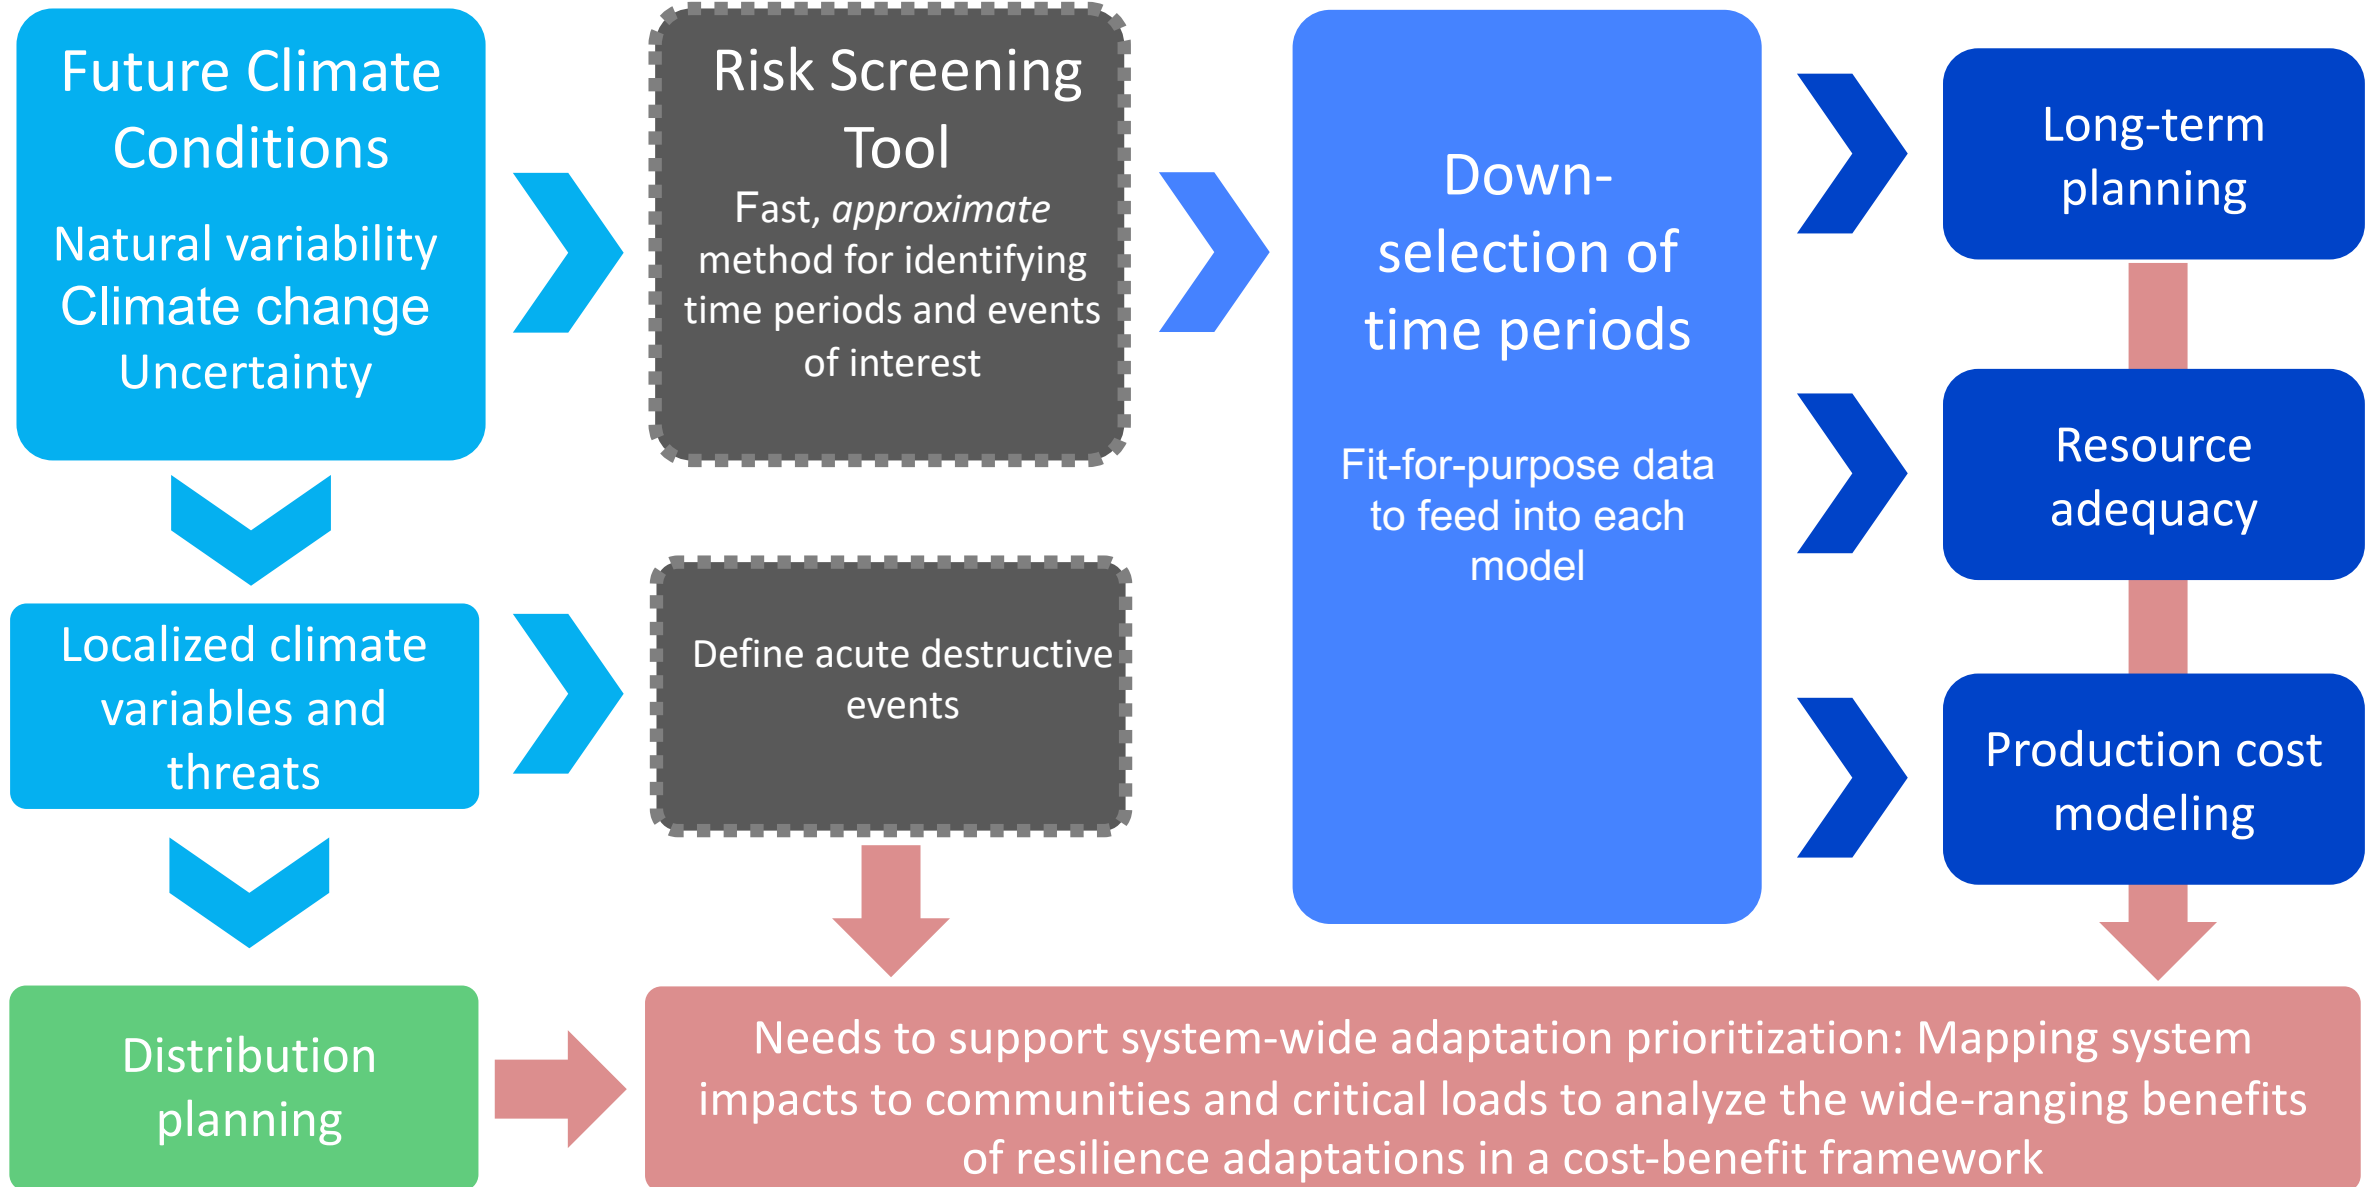 Future Climate
Conditions
Natural variability
Climate change
Uncertainty
Risk Screening
Tool
Fast, approximate
method for identifying
time periods and events
of interest
Down-
selection of
time periods
Fit-for-purpose data
to feed into each
model
Long-term
planning
Resource
adequacy
Production cost
modeling
Localized climate
variables and
threats
Define acute destructive
events
Distribution
planning
Needs to support system-wide adaptation prioritization: Mapping system
impacts to communities and critical loads to analyze the wide-ranging benefits
of resilience adaptations in a cost-benefit framework